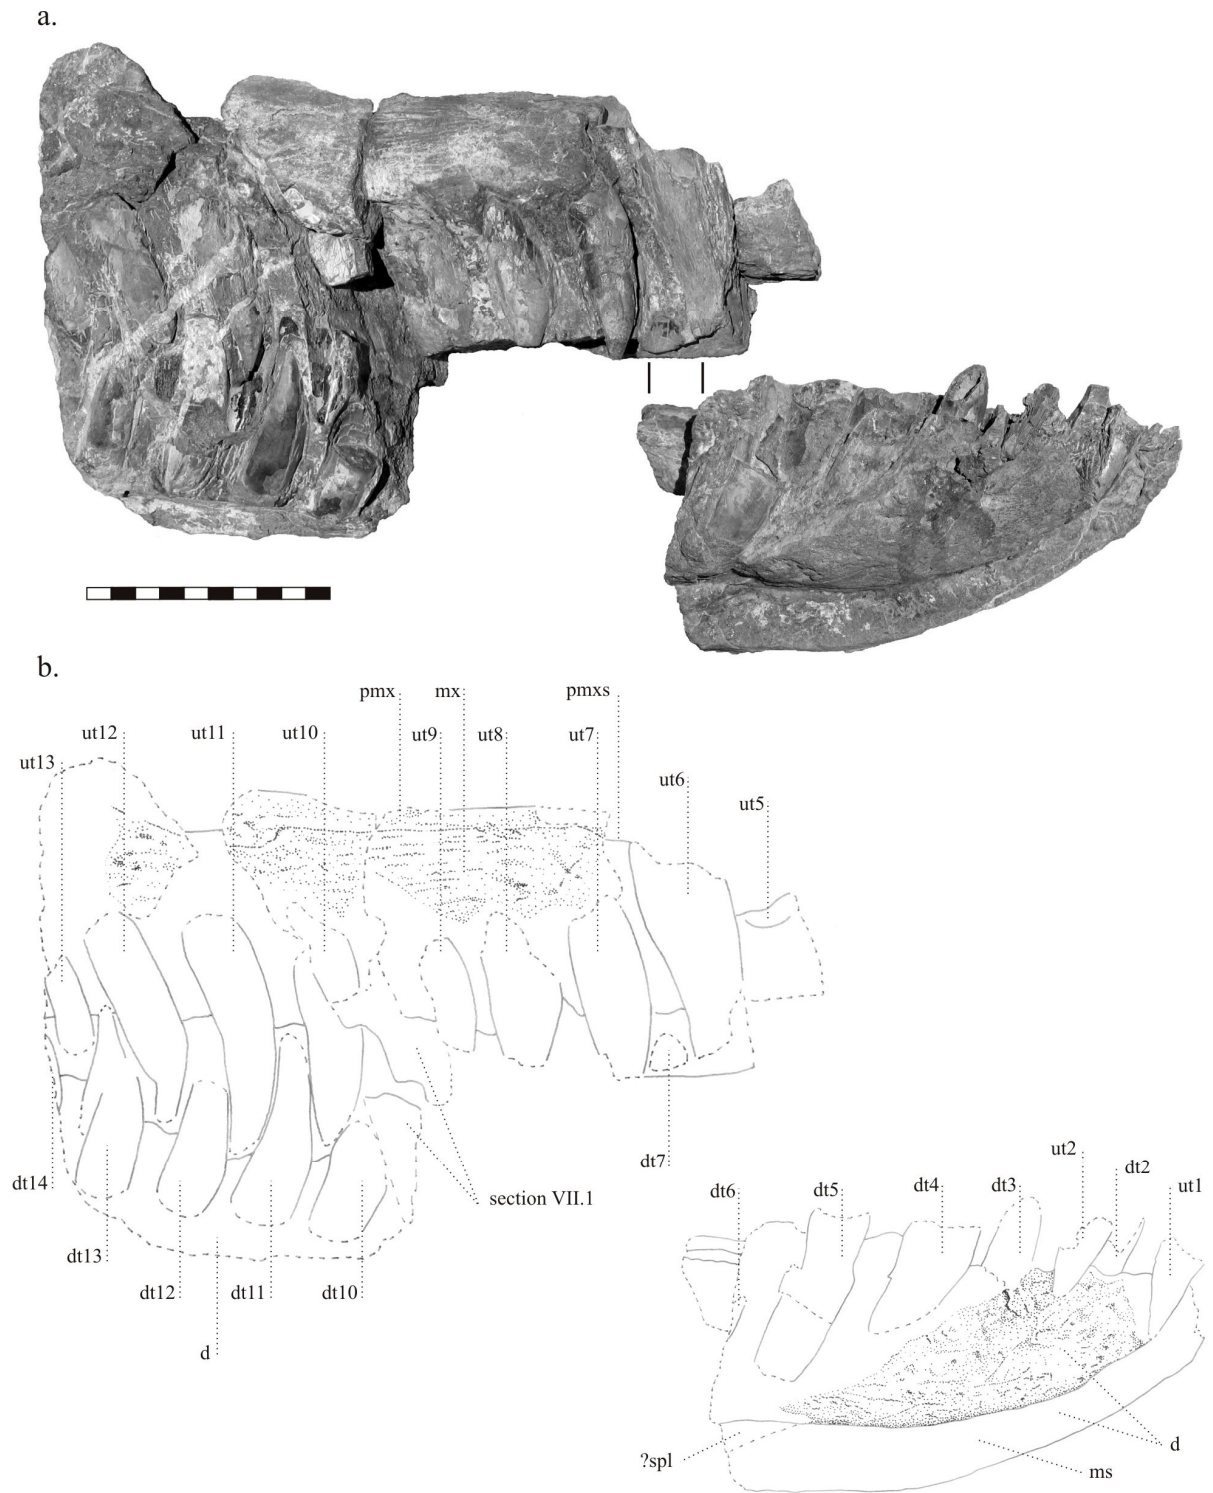 a.
b.
pmx mx pmxs
ut12 ut11 ut10 ut9 ut8 ut7
ut13
ut6
ut5
dt7
ut2
dt2
dt14
section VII.1
dt6 dt5 dt4 dt3 ut1
dt13
dt12 dt11 dt10
d
d
?spl
ms